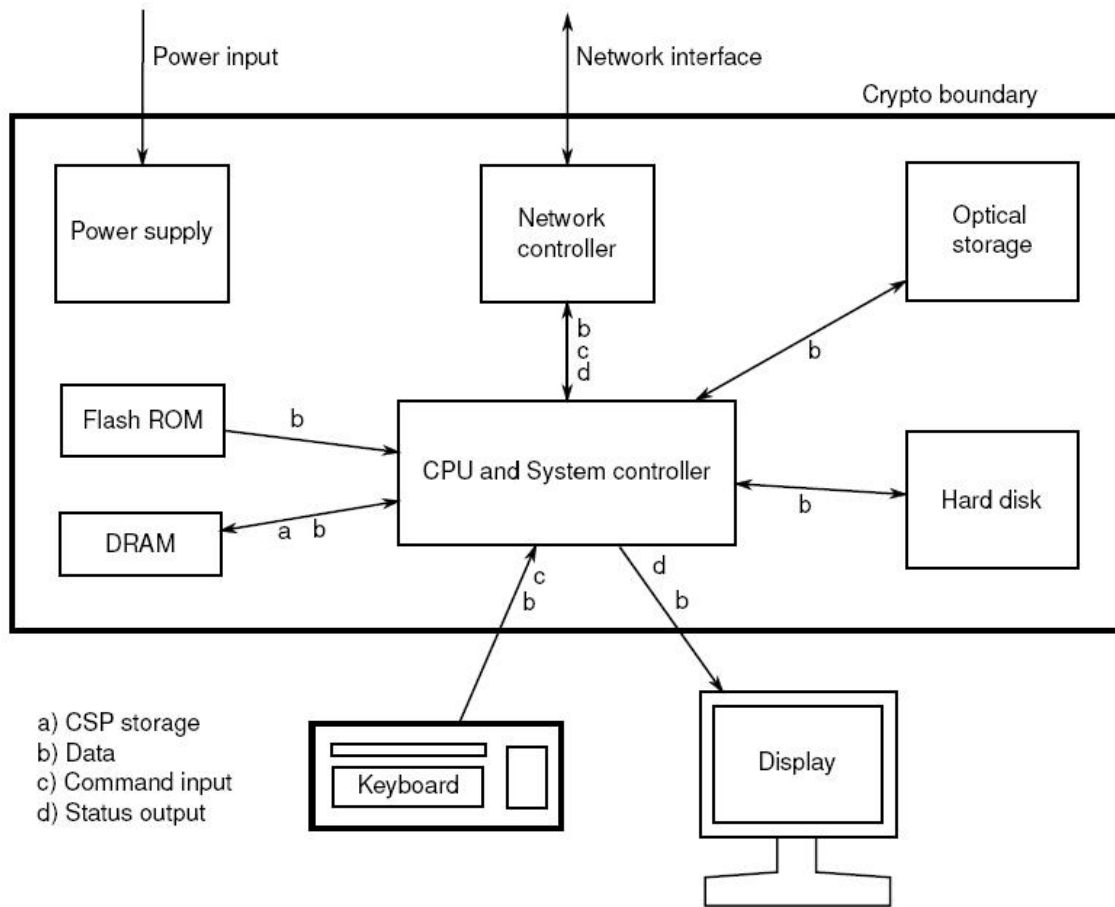 Power input
Network interface
Crypto boundary
Power supply
Network
controller
Optical
storage
b
c
d
b
Flash ROM
b
CPU and System controller
b
Hard disk
DRAM
a b
c
b
d
b
a) CSP storage
b) Data
c) Command input
d) Status output
Keyboard
Display